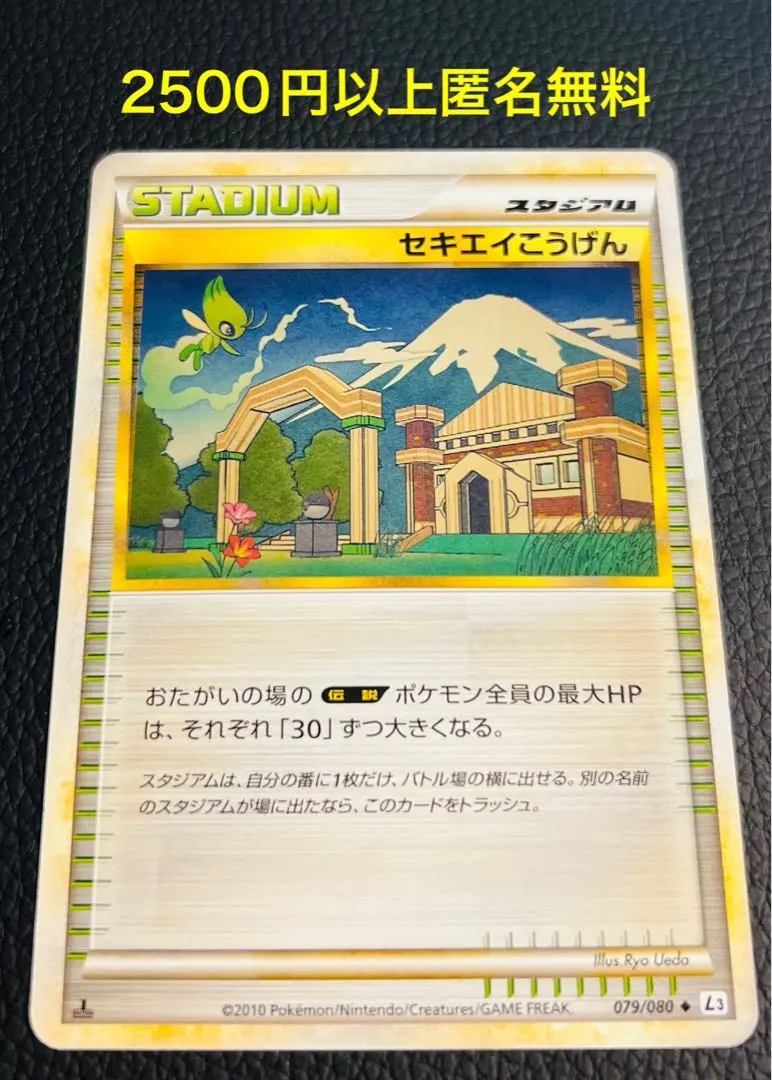 2500円以上匿名無料
STADIUM スタジアム
セキエイこうげん
おたがいの場の 伝説 ポケモン全員の最大HP
は、それぞれ「30」ずつ大きくなる。
スタジアムは、自分の番に1枚だけ、バトル場の横に出せる。別の名前
のスタジアムが場に出たなら、このカードをトラッシュ。
Illus. Ryo Ueda
1
©2010 Pokémon/Nintendo/Creatures/GAME FREAK. 079/080 ◆ L3